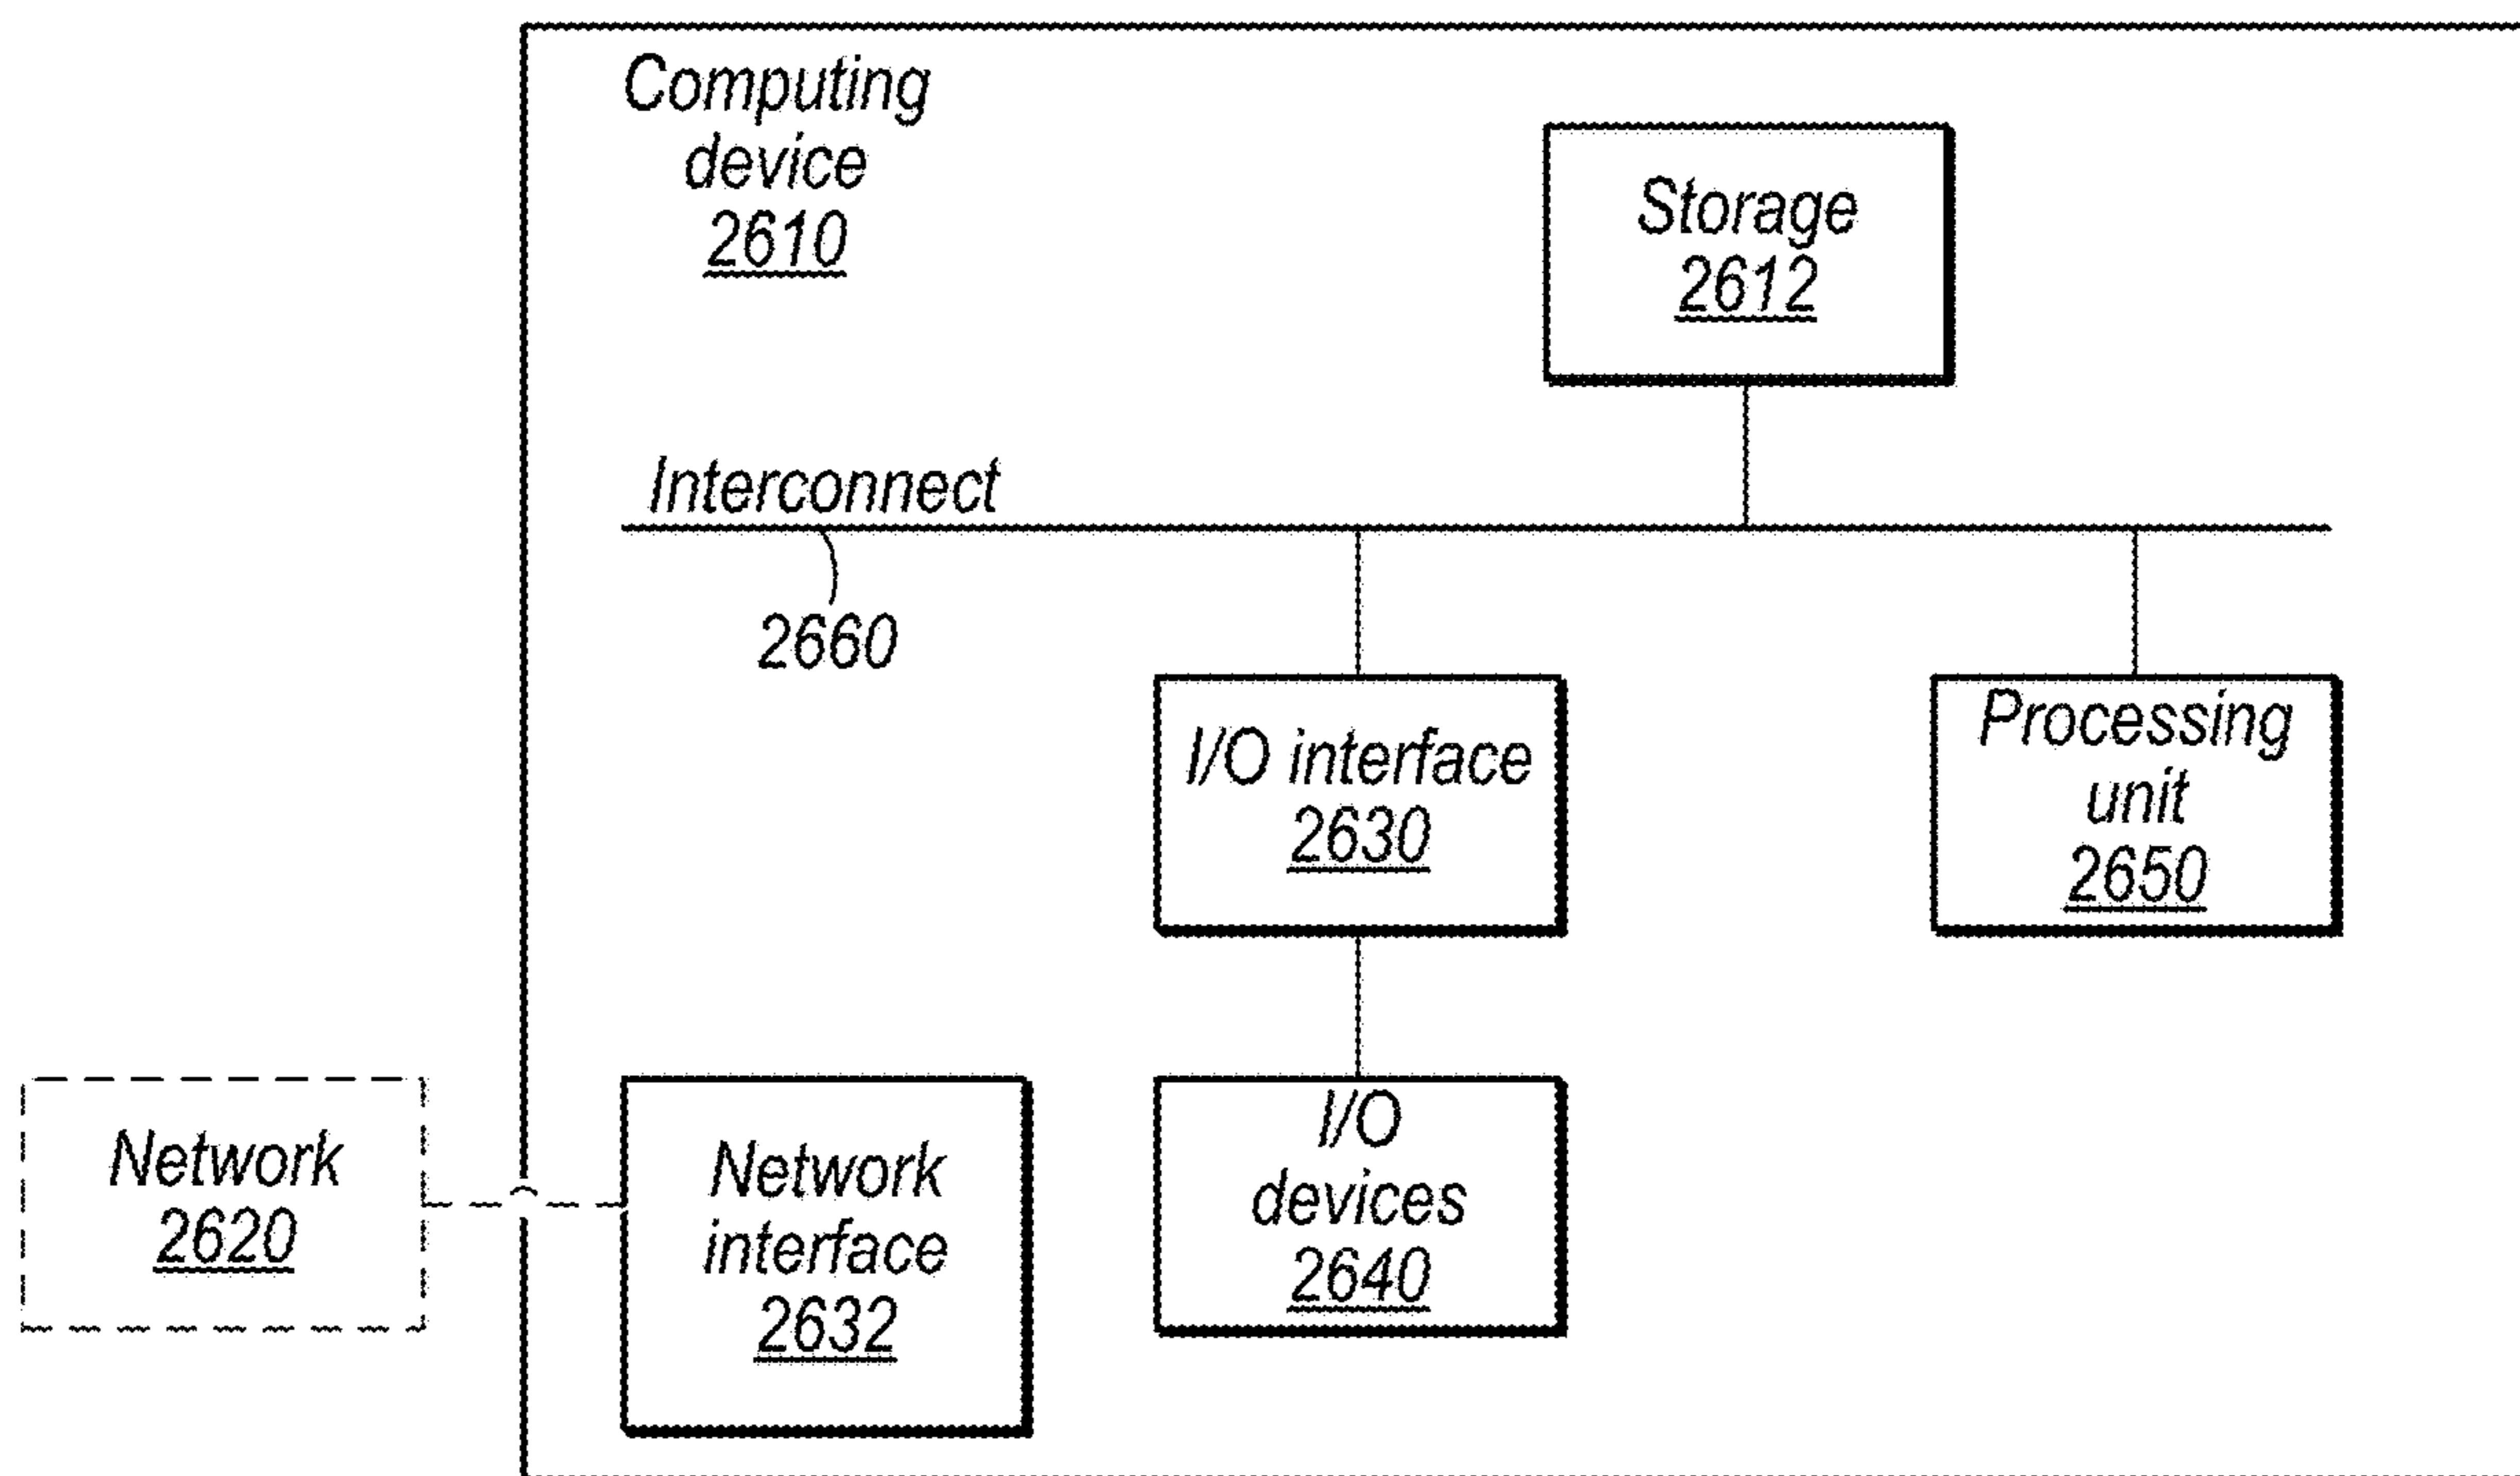 Computing
device
2610
Storage
2612
Interconnect
2660
I/O interface
2630
Processing
unit
2650
Network
2620
Network
interface
2632
I/O
devices
2640